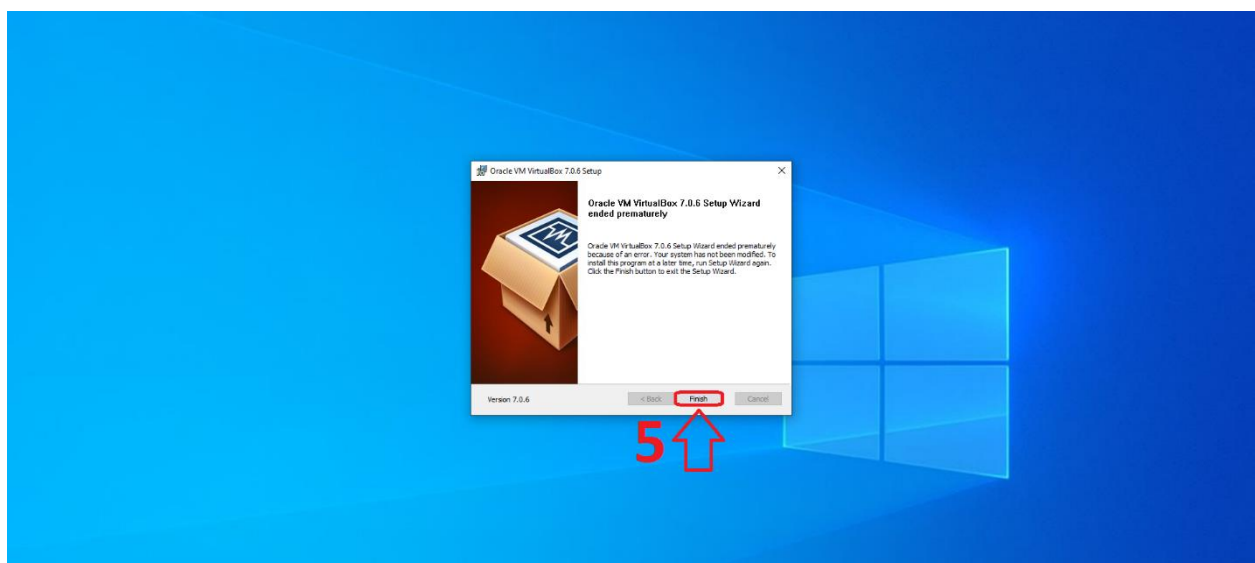 Oracle VM VirtualBox 7.0.6 Setup
Oracle VM VirtualBox 7.0.6 Setup Wizard
ended prematurely
Oracle VM VirtualBox 7.0.6 Setup Wizard ended prematurely
because of an error. Your system has not been modified. To
install this program at a later time, run Setup Wizard again.
Click the Finish button to exit the Setup Wizard.
Version 7.0.6
< Back
Finish
Cancel
5